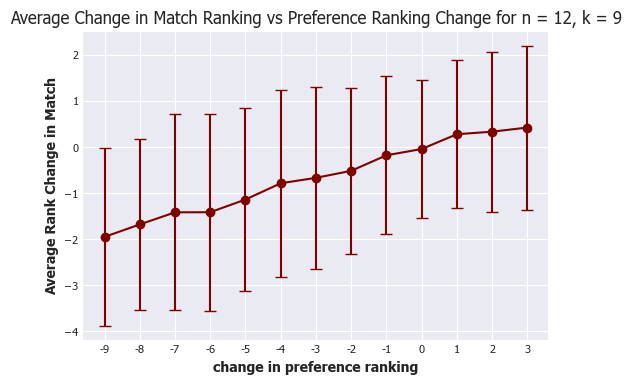 Average Change in Match Ranking vs Preference Ranking Change for n = 12, k = 9
Average Rank Change in Match
2
1
0
−1
−2
−3
−4
-9 -8 -7 -6 -5 -4 -3 -2 -1 0 1 2 3
change in preference ranking